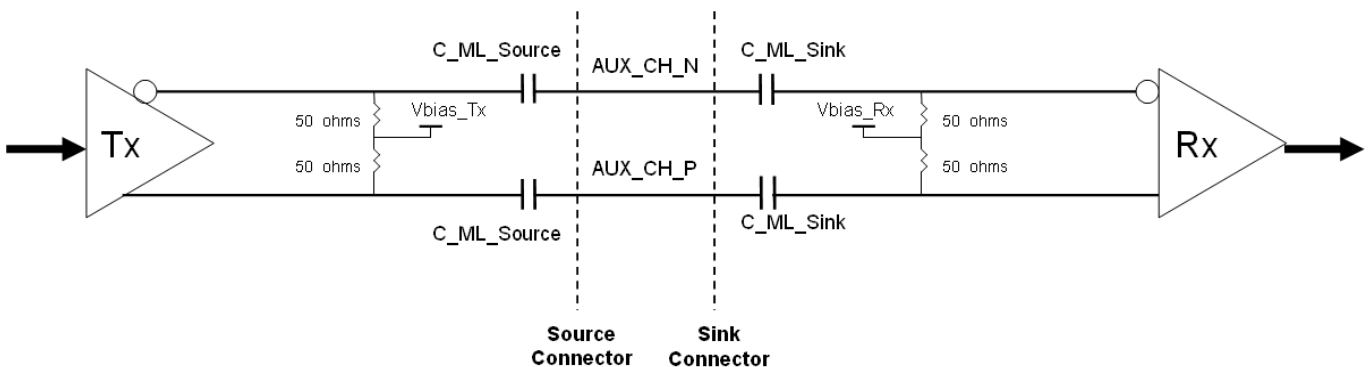 C_ML_Source
C_ML_Sink
AUX_CH_N
50 ohms
Vbias_Tx
Vbias_Rx
50 ohms
Tx
Rx
50 ohms
50 ohms
AUX_CH_P
C_ML_Source
C_ML_Sink
Source
Connector
Sink
Connector